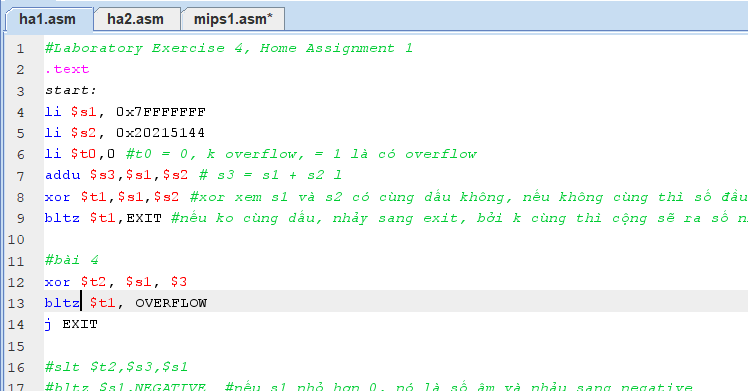 ha1.asm ha2.asm mips1.asm*
1 #Laboratory Exercise 4, Home Assignment 1
2 .text
3 start:
4 li $s1, 0x7FFFFFFF
5 li $s2, 0x20215144
6 li $t0,0 #t0 = 0, k overflow, = 1 là có overflow
7 addu $s3,$s1,$s2 # s3 = s1 + s2 l
8 xor $t1,$s1,$s2 #xor xem s1 và s2 có cùng dấu không, nếu không cùng thì số đầu
9 bltz $t1,EXIT #nếu ko cùng dấu, nhảy sang exit, bởi k cùng thì cộng sẽ ra số
10
11 #bài 4
12 xor $t2, $s1, $3
13 bltz $t1, OVERFLOW
14 j EXIT
15
16 #slt $t2,$s3,$s1
17 #bltz $s1,NEGATIVE #nếu s1 nhỏ hơn 0, nó là số âm và nhảu sang negative